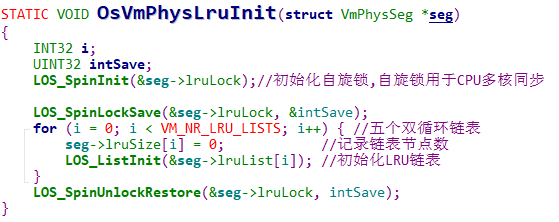 STATIC VOID OsVmPhysLruInit(struct VmPhysSeg *seg)
{
    INT32 i;
    UINT32 intSave;
    LOS_SpinInit(&seg->lruLock);//初始化自旋锁,自旋锁用于CPU多核同步

    LOS_SpinLockSave(&seg->lruLock, &intSave);
    for (i = 0; i < VM_NR_LRU_LISTS; i++) { //五个双循环链表
        seg->lruSize[i] = 0;            //记录链表节点数
        LOS_ListInit(&seg->lruList[i]); //初始化LRU链表
    }
    LOS_SpinUnlockRestore(&seg->lruLock, intSave);
}